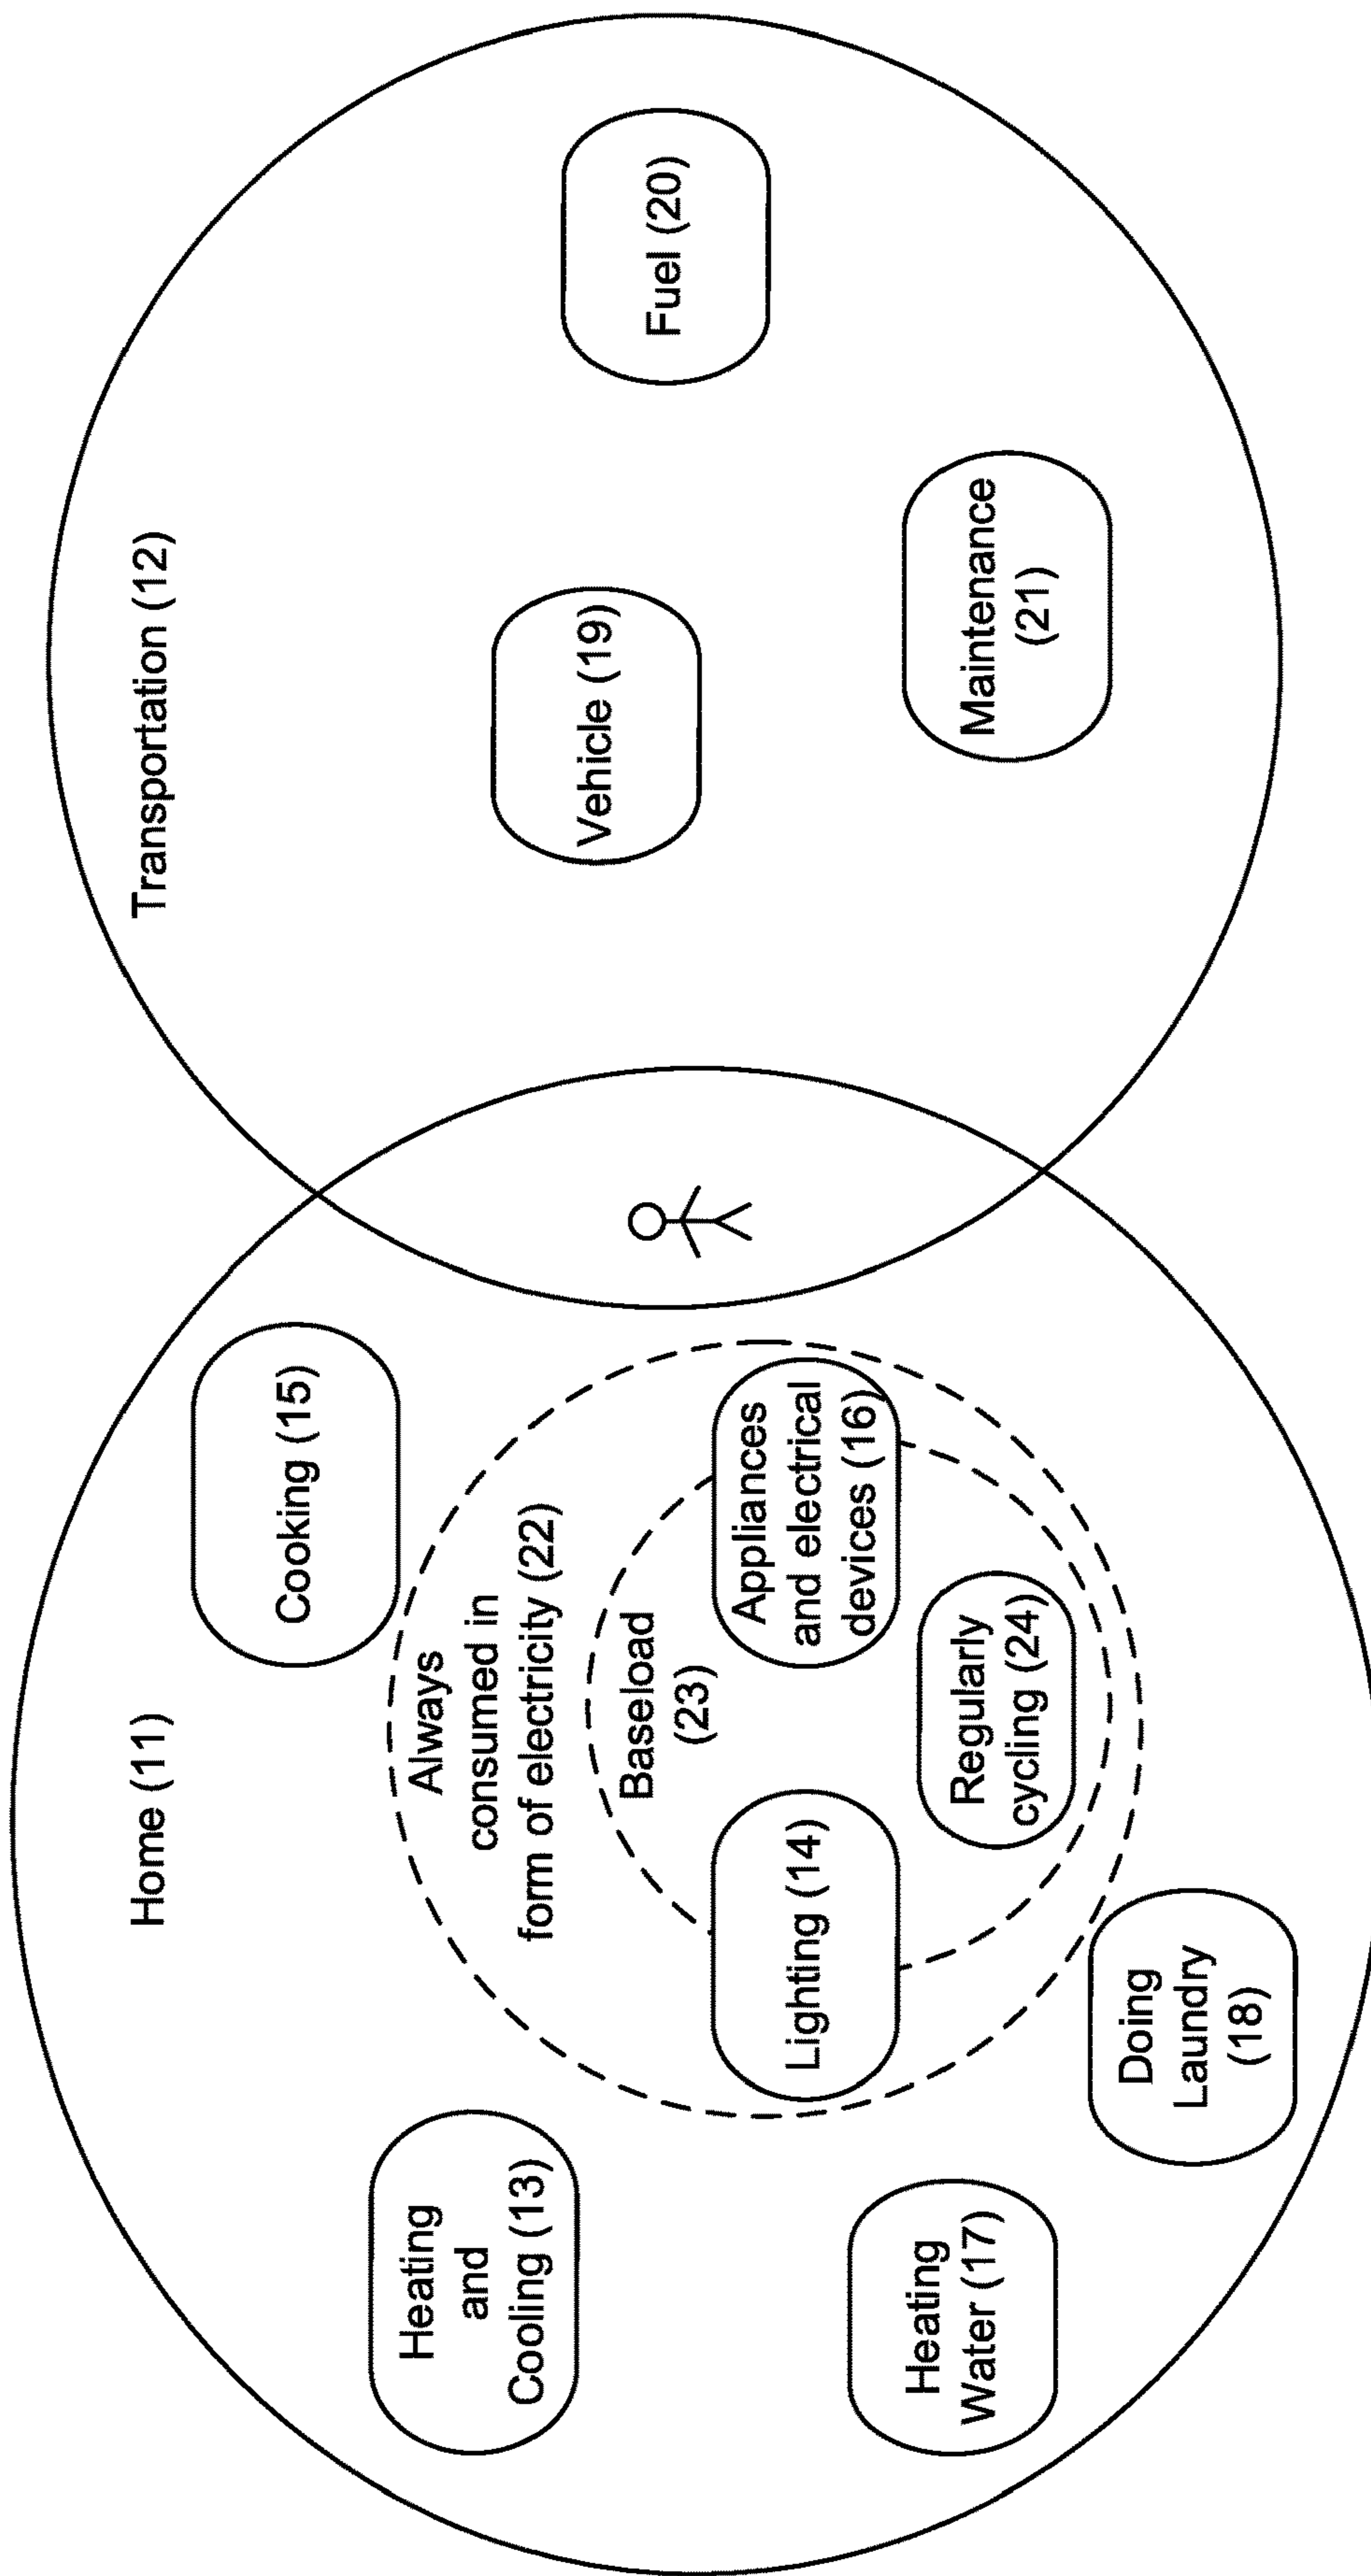 Home (11)
Transportation (12)
Cooking (15)
Heating
and
Cooling (13)
Always
consumed in
form of electricity (22)
Baseload
(23)
Lighting (14)
Appliances
and electrical
devices (16)
Regularly
cycling (24)
Heating
Water (17)
Doing
Laundry
(18)
Vehicle (19)
Fuel (20)
Maintenance
(21)